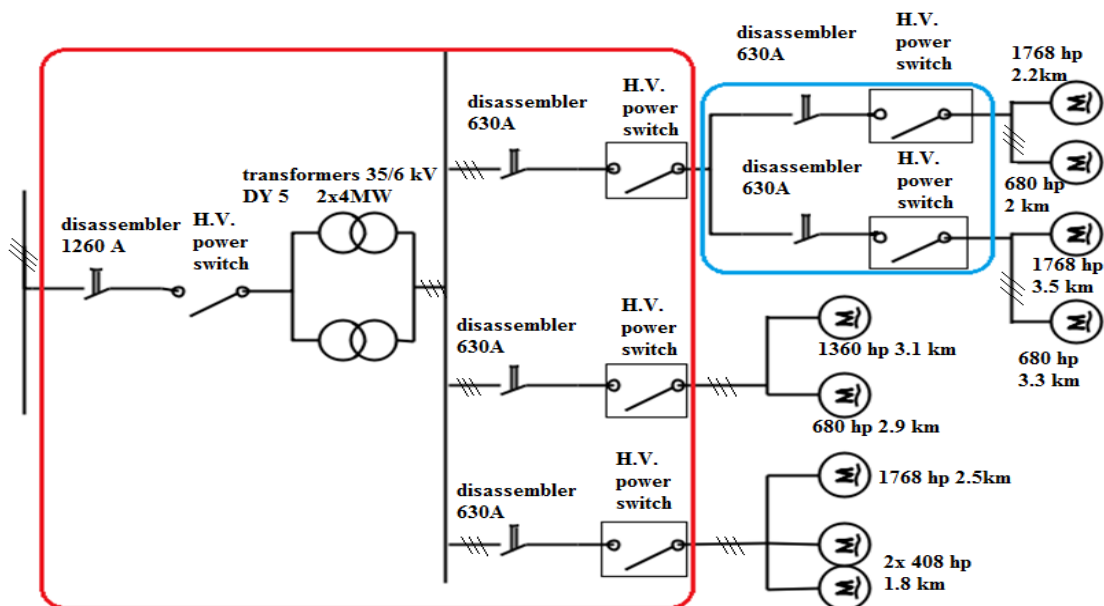 disassembler
1260 A
H.V.
power
switch
transformers 35/6 kV
DY 5 2x4MW
disassembler
630A
H.V.
power
switch
disassembler
630A
H.V.
power
switch
1768 hp
2.2km
680 hp
2 km
disassembler
630A
H.V.
power
switch
1768 hp
3.5 km
680 hp
3.3 km
disassembler
630A
H.V.
power
switch
1360 hp 3.1 km
680 hp 2.9 km
disassembler
630A
H.V.
power
switch
1768 hp 2.5km
2x 408 hp
1.8 km
M
M
M
M
M
M
M
M
M